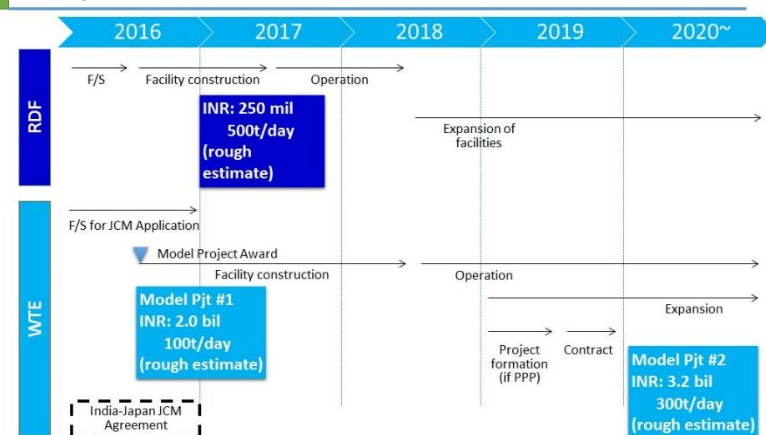 2016
2017
2018
2019
2020~
RDF
F/S
Facility construction
Operation
INR: 250 mil
500t/day
(rough
estimate)
Expansion of
facilities
WTE
F/S for JCM Application
Model Project Award
Facility construction
Operation
Expansion
Model Pjt #1
INR: 2.0 bil
100t/day
(rough estimate)
Project
formation
(if PPP)
Contract
Model Pjt #2
INR: 3.2 bil
300t/day
(rough estimate)
India-Japan JCM
Agreement